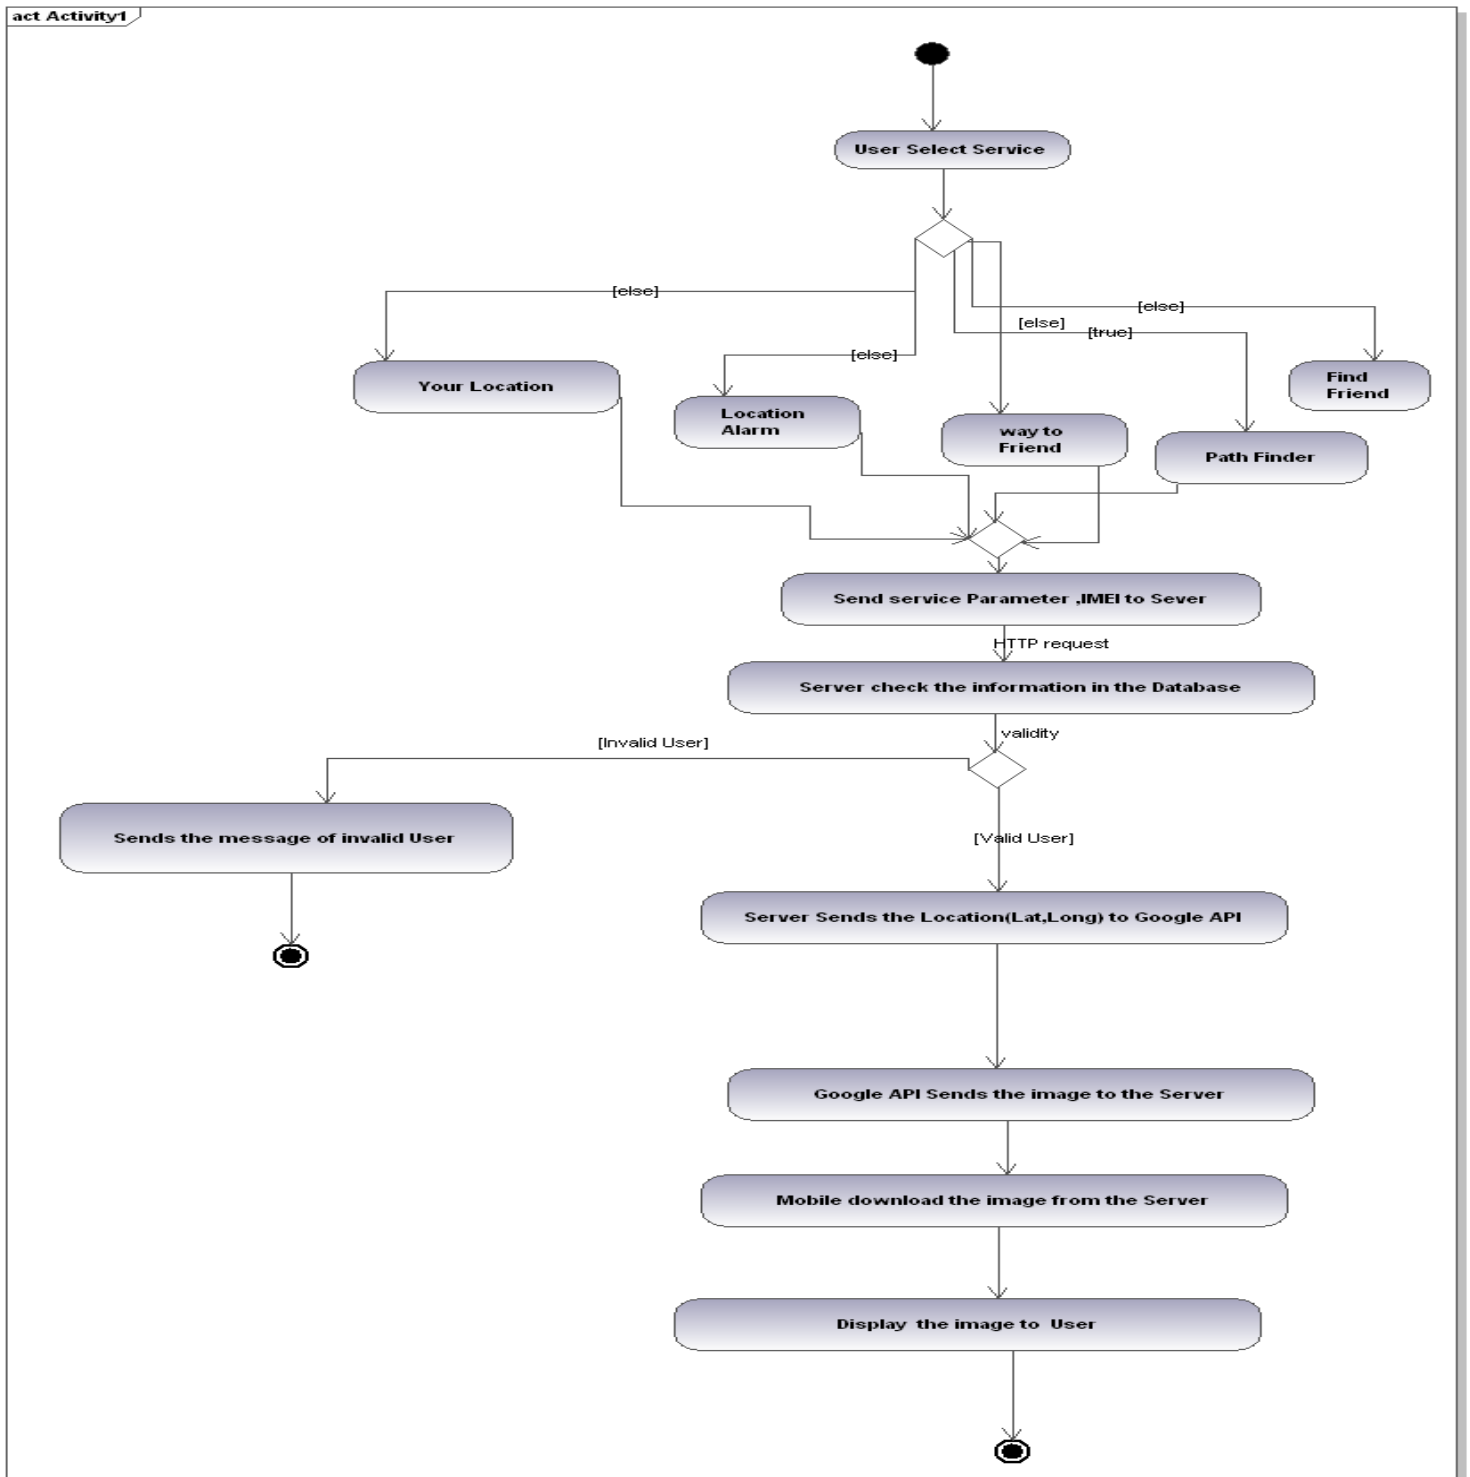 act Activity1
User Select Service
[else]
[else]
[else]
[else]
[true]
Your Location
Location
Alarm
way to
Friend
Path Finder
Find
Friend
Send service Parameter ,IMEI to Sever
HTTP request
Server check the information in the Database
validity
[Invalid User]
Sends the message of invalid User
[Valid User]
Server Sends the Location(Lat,Long) to Google API
Google API Sends the image to the Server
Mobile download the image from the Server
Display the image to User